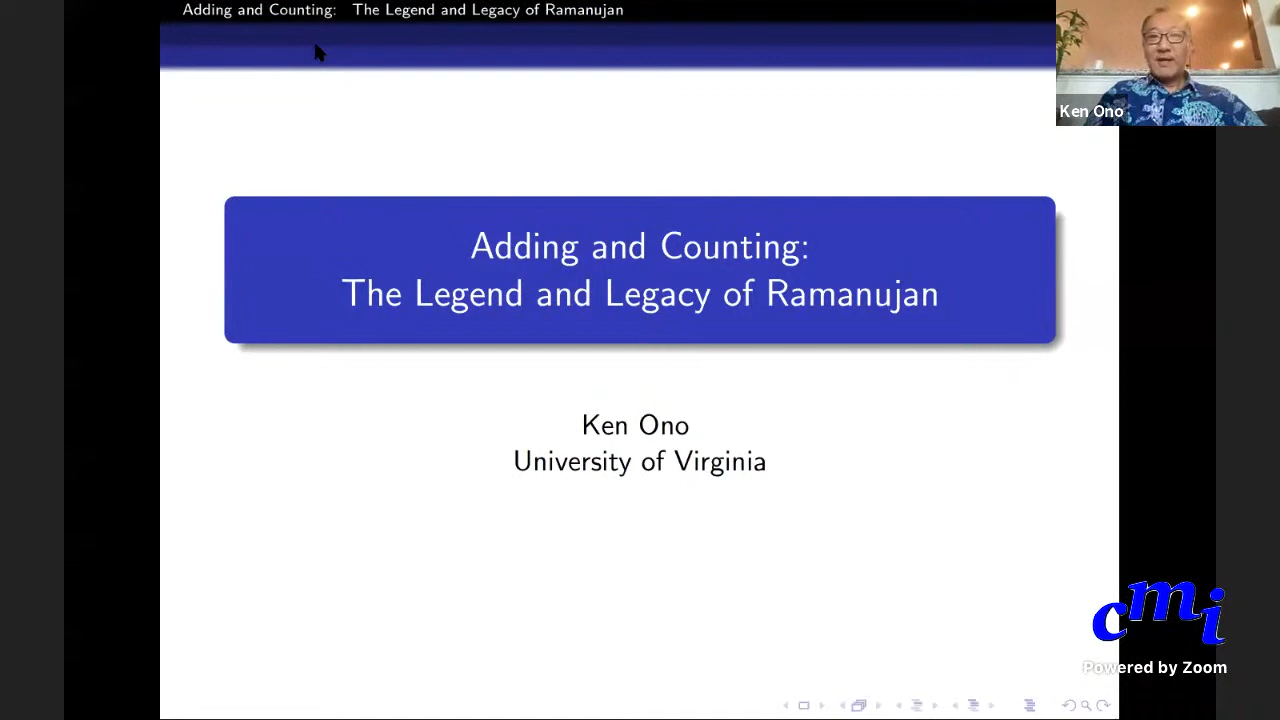 Adding and Counting: The Legend and Legacy of Ramanujan
Ken Ono
Adding and Counting:
The Legend and Legacy of Ramanujan
Ken Ono
University of Virginia
cmi
Powered by Zoom